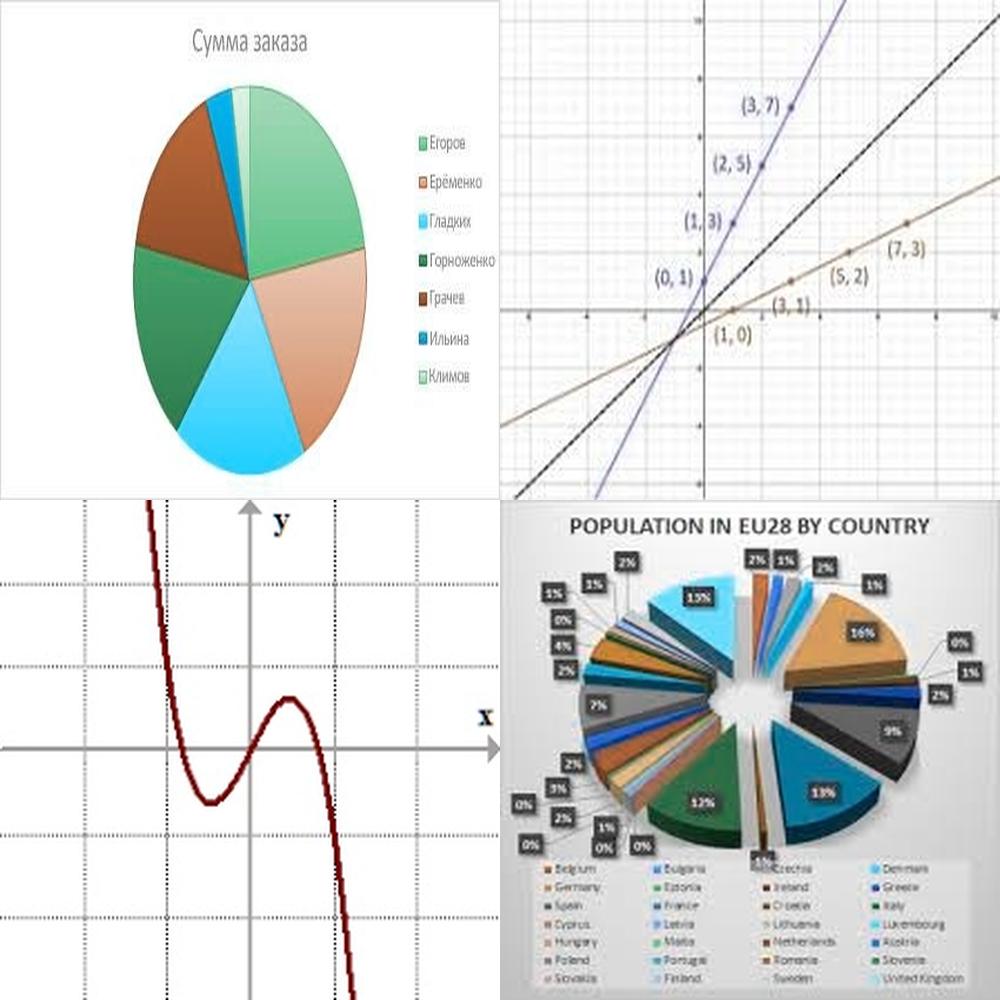 Сумма заказа
Егоров
Ерёменко
Гладких
Горноженко
Грачев
Ильина
Климов
(3, 7)
(2, 5)
(1, 3)
(0, 1)
(7, 3)
(5, 2)
(3, 1)
(1, 0)
y
x
POPULATION IN EU28 BY COUNTRY
2% 1% 2% 1%
16%
0%
1%
2%
9%
13%
1%
12%
0%
1%
0%
2%
0%
3%
0%
2%
7%
2%
4%
0%
1%
1%
2%
13%
Belgium Bulgaria Czechia Denmark
Germany Estonia Ireland Greece
Spain France Croatia Italy
Cyprus Latvia Lithuania Luxembourg
Hungary Malta Netherlands Austria
Poland Portugal Romania Slovenia
Slovakia Finland Sweden United Kingdom